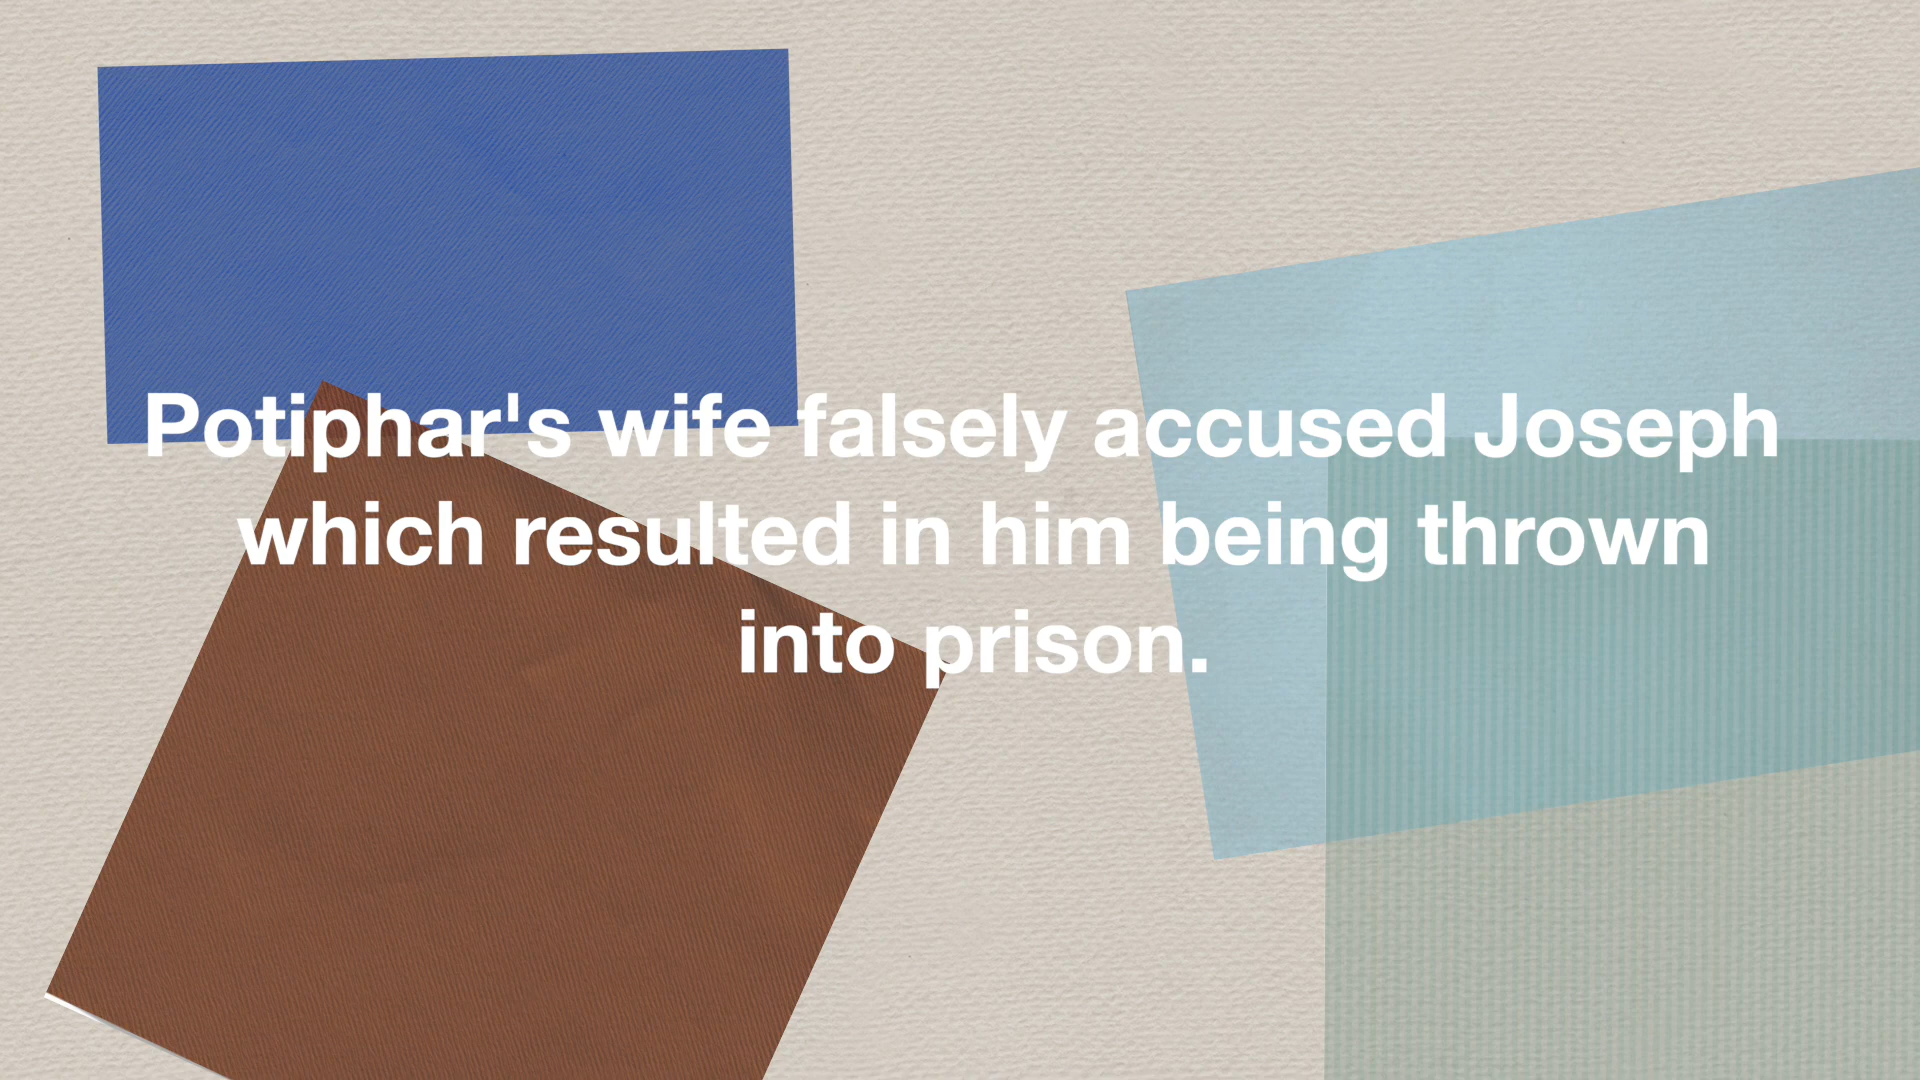 Potiphar's wife falsely accused Joseph
which resulted in him being thrown
into prison.